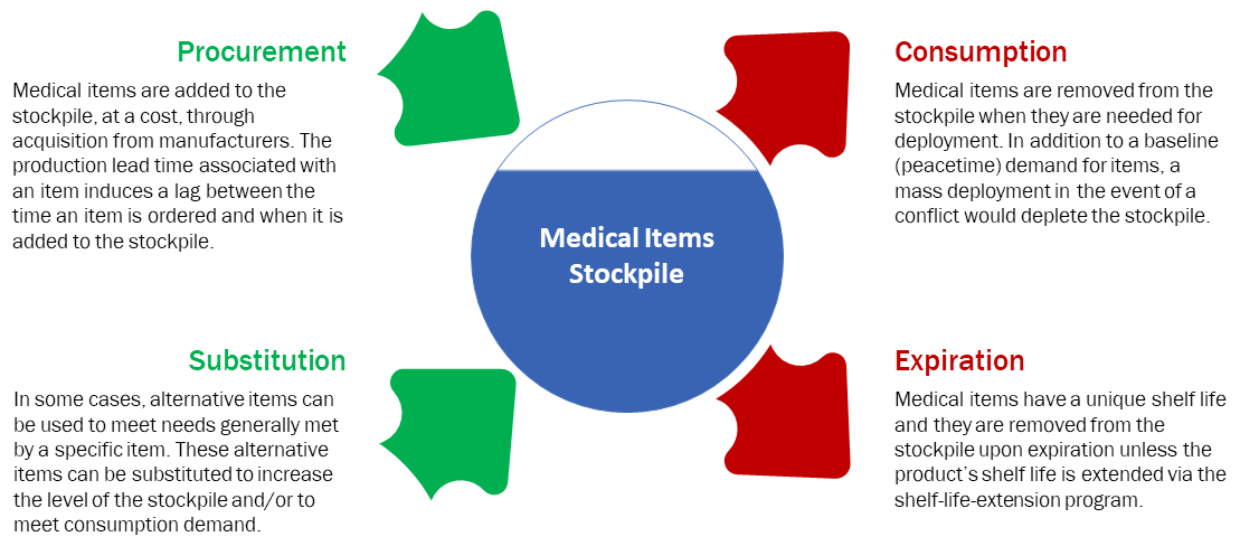 Procurement
Medical items are added to the
stockpile, at a cost, through
acquisition from manufacturers. The
production lead time associated with
an item induces a lag between the
time an item is ordered and when it is
added to the stockpile.
Consumption
Medical items are removed from the
stockpile when they are needed for
deployment. In addition to a baseline
(peacetime) demand for items, a
mass deployment in the event of a
conflict would deplete the stockpile.
Medical Items
Stockpile
Substitution
In some cases, alternative items can
be used to meet needs generally met
by a specific item. These alternative
items can be substituted to increase
the level of the stockpile and/or to
meet consumption demand.
Expiration
Medical items have a unique shelf life
and they are removed from the
stockpile upon expiration unless the
product's shelf life is extended via the
shelf-life-extension program.